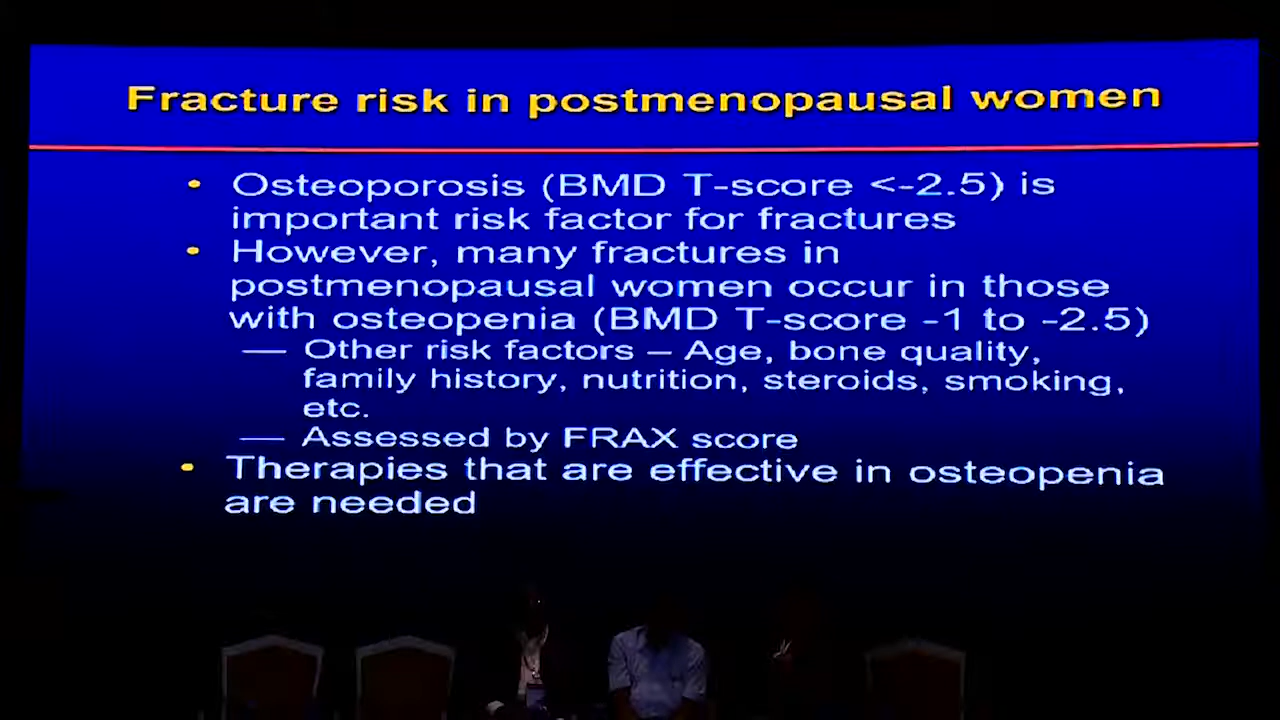 Fracture risk in postmenopausal women
• Osteoporosis (BMD T-score <-2.5) is
important risk factor for fractures
• However, many fractures in
postmenopausal women occur in those
with osteopenia (BMD T-score -1 to -2.5)
— Other risk factors – Age, bone quality,
family history, nutrition, steroids, smoking,
etc.
— Assessed by FRAX score
• Therapies that are effective in osteopenia
are needed